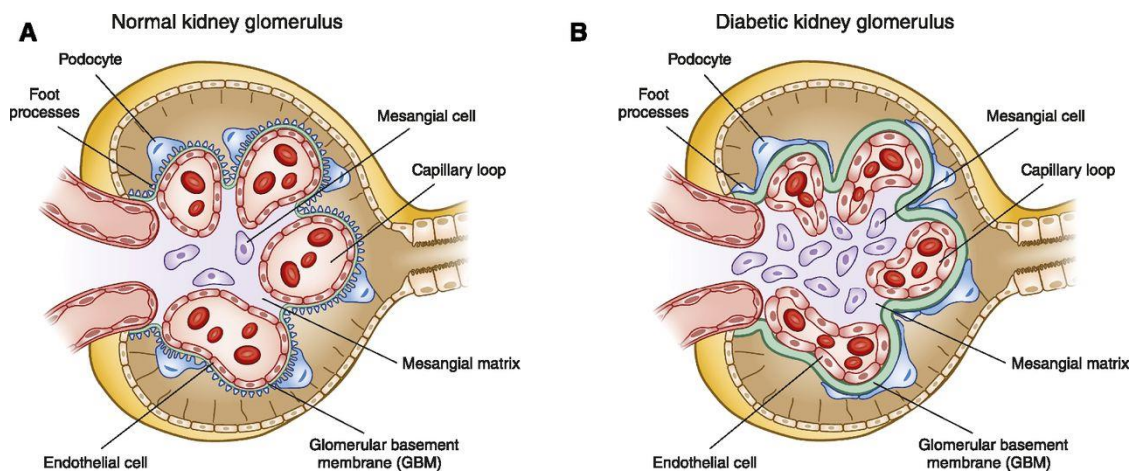 Normal kidney glomerulus
A
Podocyte
Foot
processes
Mesangial cell
Capillary loop
Mesangial matrix
Glomerular basement
membrane (GBM)
Endothelial cell
Diabetic kidney glomerulus
B
Podocyte
Foot
processes
Mesangial cell
Capillary loop
Mesangial matrix
Glomerular basement
membrane (GBM)
Endothelial cell